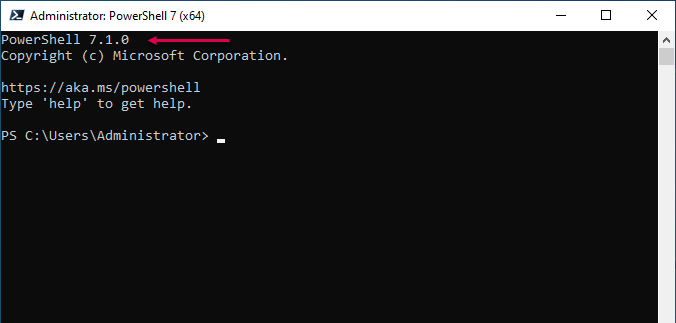 Administrator: PowerShell 7 (x64)
PowerShell 7.1.0
Copyright (c) Microsoft Corporation.
https://aka.ms/powershell
Type 'help' to get help.
PS C:\Users\Administrator>